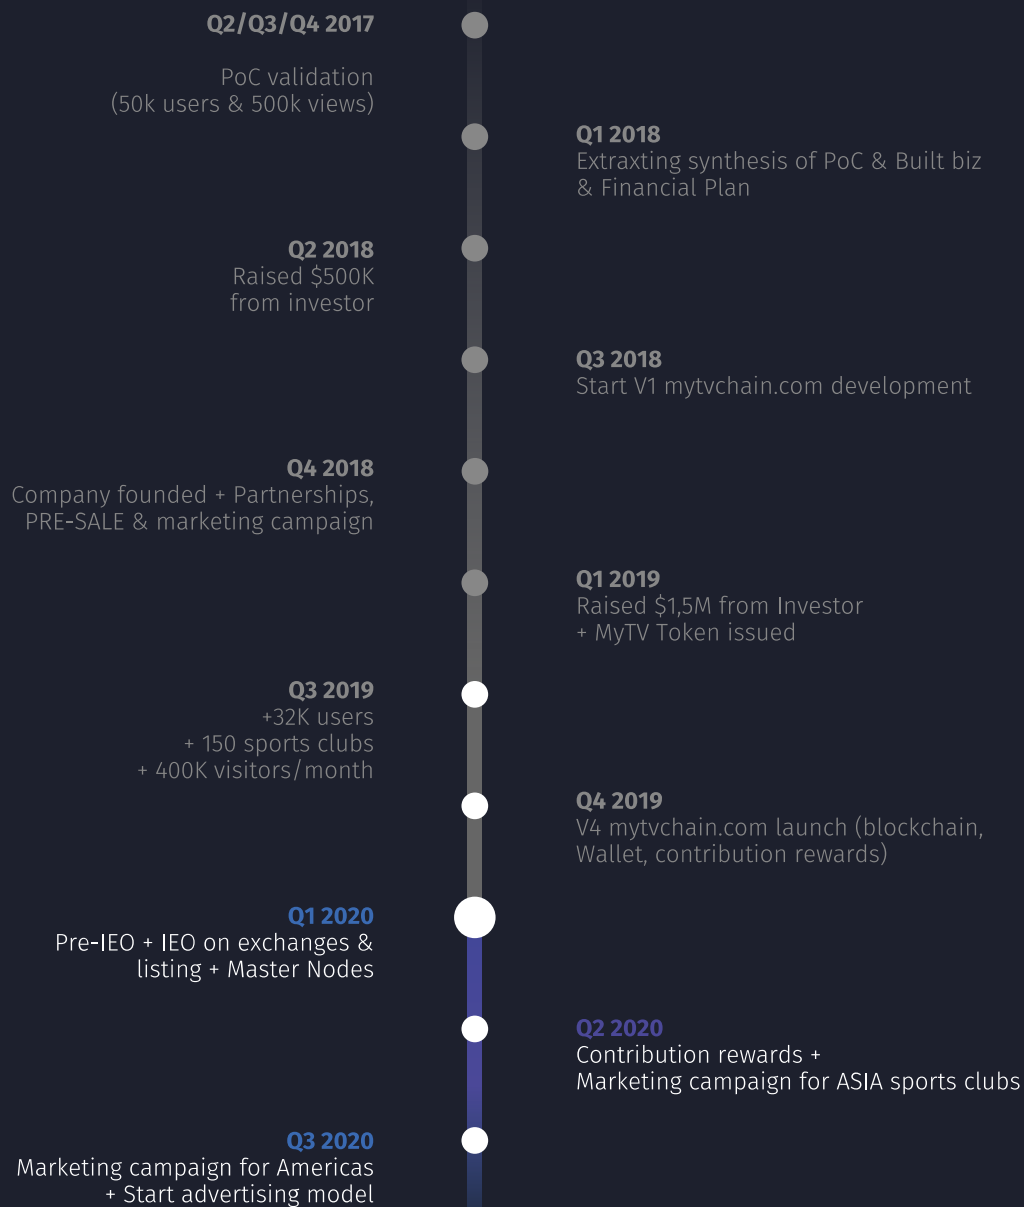 Q2/Q3/Q4 2017
PoC validation
(50k users & 500k views)
Q1 2018
Extraxting synthesis of PoC & Built biz
& Financial Plan
Q2 2018
Raised $500K
from investor
Q3 2018
Start V1 mytvchain.com development
Q4 2018
Company founded + Partnerships,
PRE-SALE & marketing campaign
Q1 2019
Raised $1,5M from Investor
+ MyTV Token issued
Q3 2019
+32K users
+ 150 sports clubs
+ 400K visitors/month
Q4 2019
V4 mytvchain.com launch (blockchain,
Wallet, contribution rewards)
Q1 2020
Pre-IEO + IEO on exchanges &
listing + Master Nodes
Q2 2020
Contribution rewards +
Marketing campaign for ASIA sports clubs
Q3 2020
Marketing campaign for Americas
+ Start advertising model